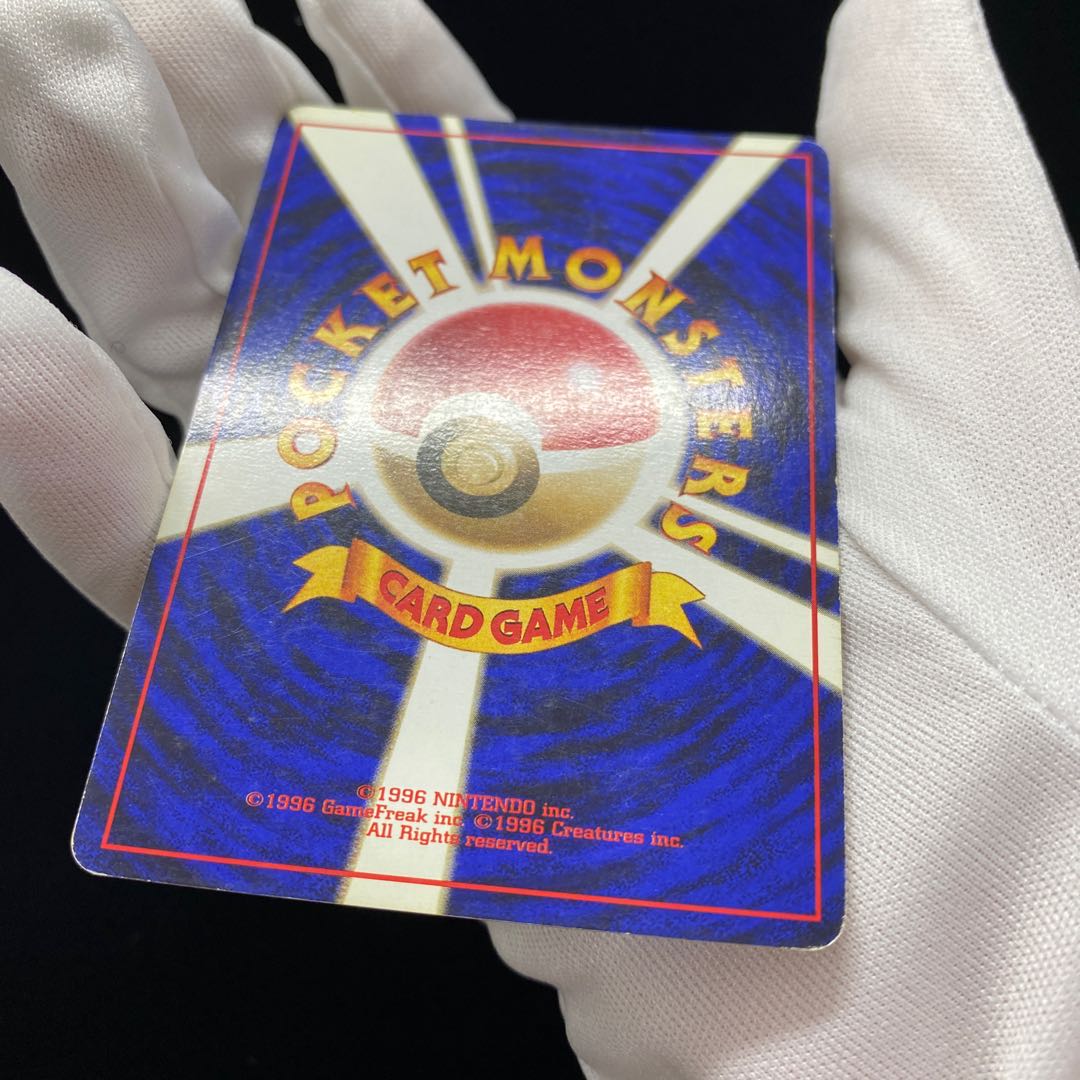 POCKET MONSTERS
CARD GAME
©1996 NINTENDO inc.
©1996 GameFreak inc. ©1996 Creatures inc.
All Rights reserved.